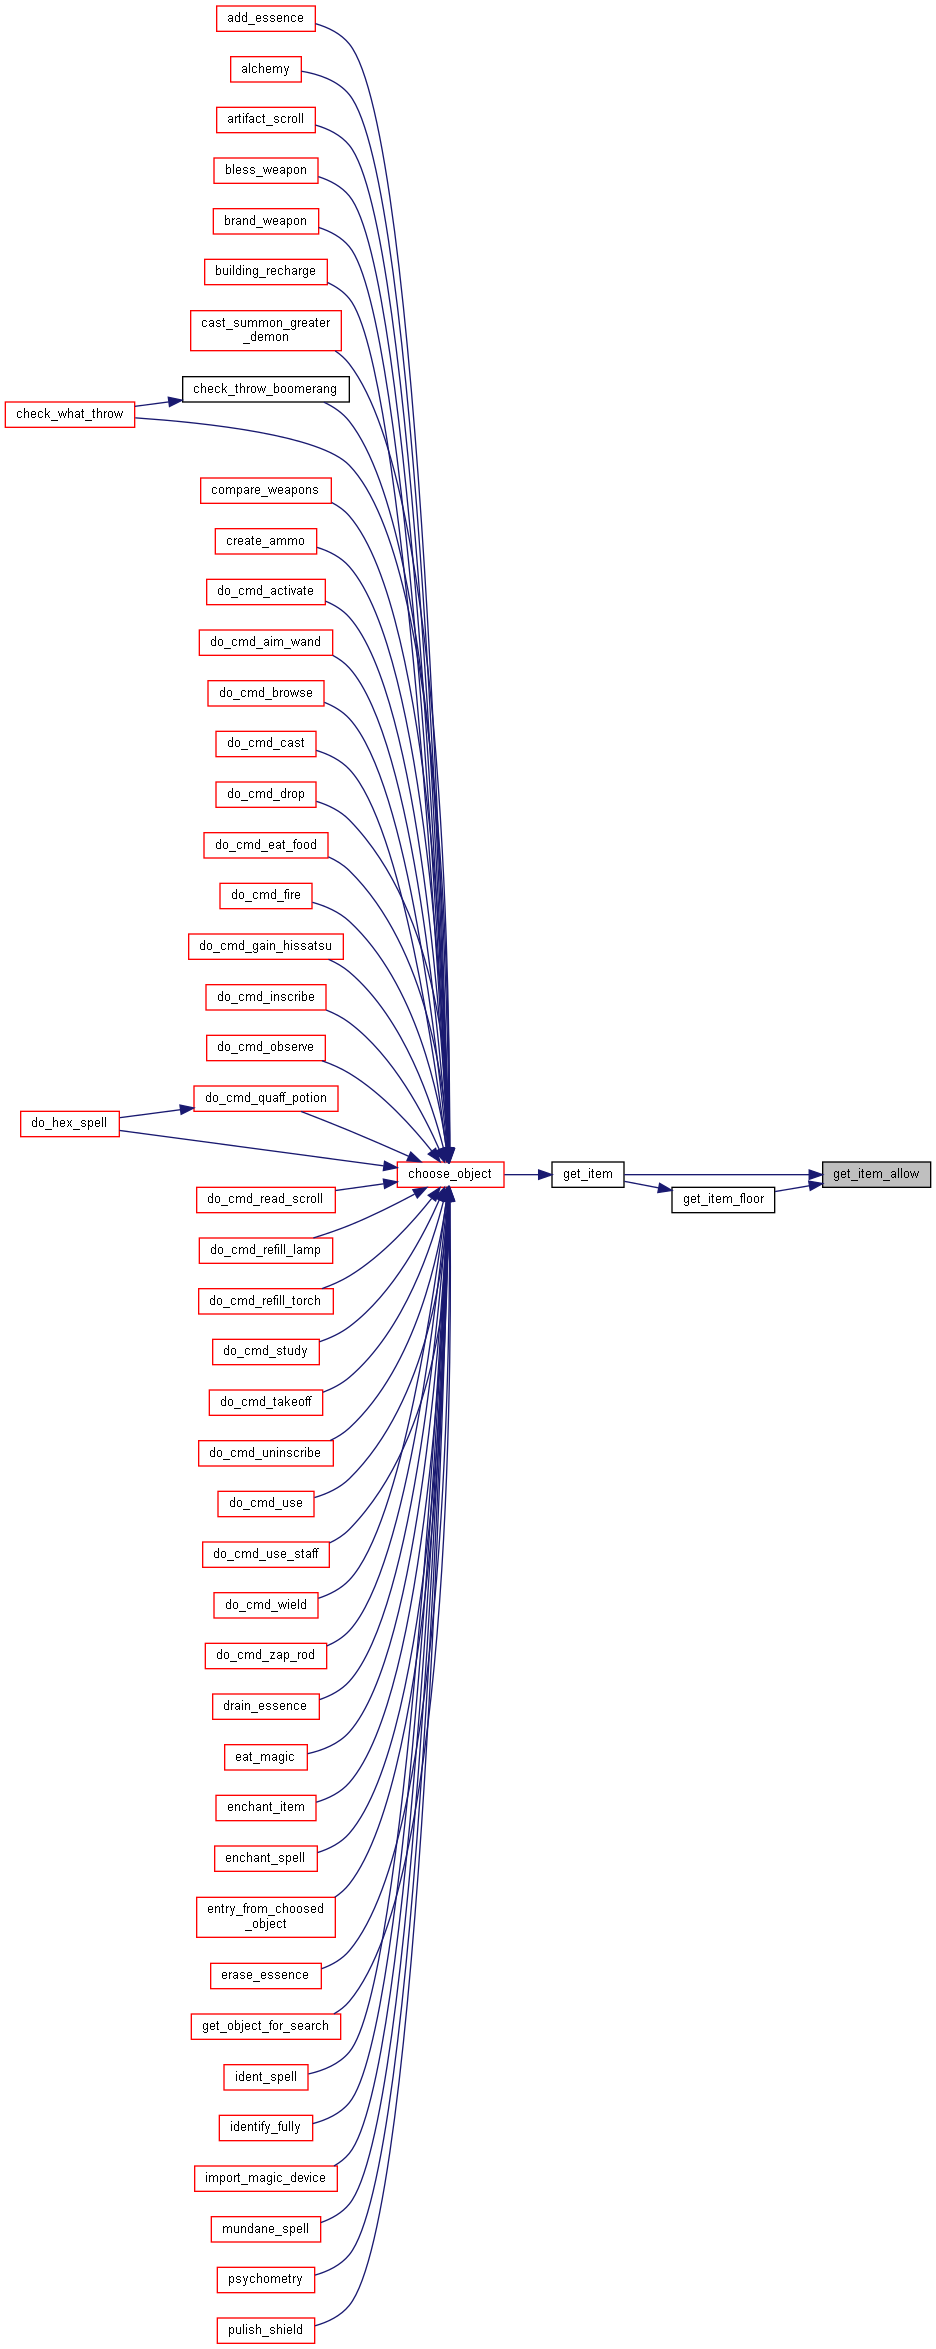 add_essence
alchemy
artifact_scroll
bless_weapon
brand_weapon
building_recharge
cast_summon_greater
_demon
check_throw_boomerang
check_what_throw
compare_weapons
create_ammo
do_cmd_activate
do_cmd_aim_wand
do_cmd_browse
do_cmd_cast
do_cmd_drop
do_cmd_eat_food
do_cmd_fire
do_cmd_gain_hissatsu
do_cmd_inscribe
do_cmd_observe
do_cmd_quaff_potion
do_hex_spell
choose_object
get_item
get_item_allow
get_item_floor
do_cmd_read_scroll
do_cmd_refill_lamp
do_cmd_refill_torch
do_cmd_study
do_cmd_takeoff
do_cmd_uninscribe
do_cmd_use
do_cmd_use_staff
do_cmd_wield
do_cmd_zap_rod
drain_essence
eat_magic
enchant_item
enchant_spell
entry_from_choosed
_object
erase_essence
get_object_for_search
ident_spell
identify_fully
import_magic_device
mundane_spell
psychometry
pulish_shield